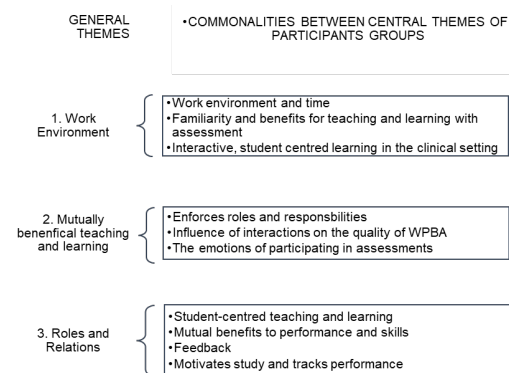 GENERAL
THEMES
•COMMONALITIES BETWEEN CENTRAL THEMES OF
PARTICIPANTS GROUPS
1. Work
Environment
•Work environment and time
•Familiarity and benefits for teaching and learning with
assessment
•Interactive, student centred learning in the clinical setting
2. Mutually
benenfical teaching
and learning
•Enforces roles and responsbilities
•Influence of interactions on the quality of WPBA
•The emotions of participating in assessments
3. Roles and
Relations
•Student-centred teaching and learning
•Mutual benefits to performance and skills
•Feedback
•Motivates study and tracks performance